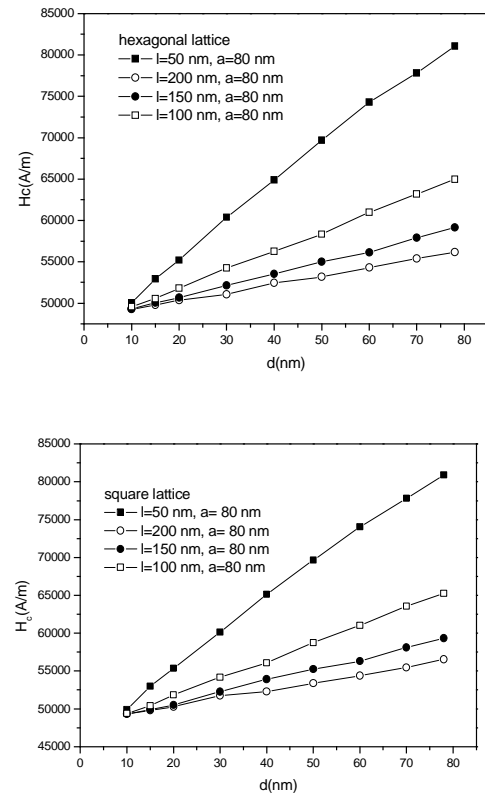 85000
hexagonal lattice
l=50 nm, a=80 nm
80000
l=200 nm, a=80 nm
l=150 nm, a=80 nm
75000
l=100 nm, a=80 nm
70000
Hc(A/m)
65000
60000
55000
50000
0 10 20 30 40 50 60 70 80
d(nm)
85000
80000
square lattice
l=50 nm, a= 80 nm
75000
l=200 nm, a= 80 nm
l=150 nm, a= 80 nm
l=100 nm, a=80 nm
70000
Hc(A/m)
65000
60000
55000
50000
45000
0 10 20 30 40 50 60 70 80
d(nm)